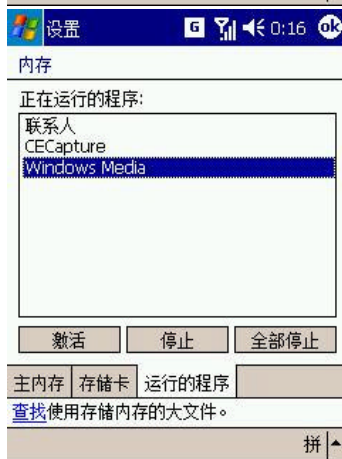 设置 G 0:16 ok
内存
正在运行的程序:
联系人
CECapture
Windows Media
激活 停止 全部停止
主内存 存储卡 运行的程序
查找使用存储内存的大文件。
拼